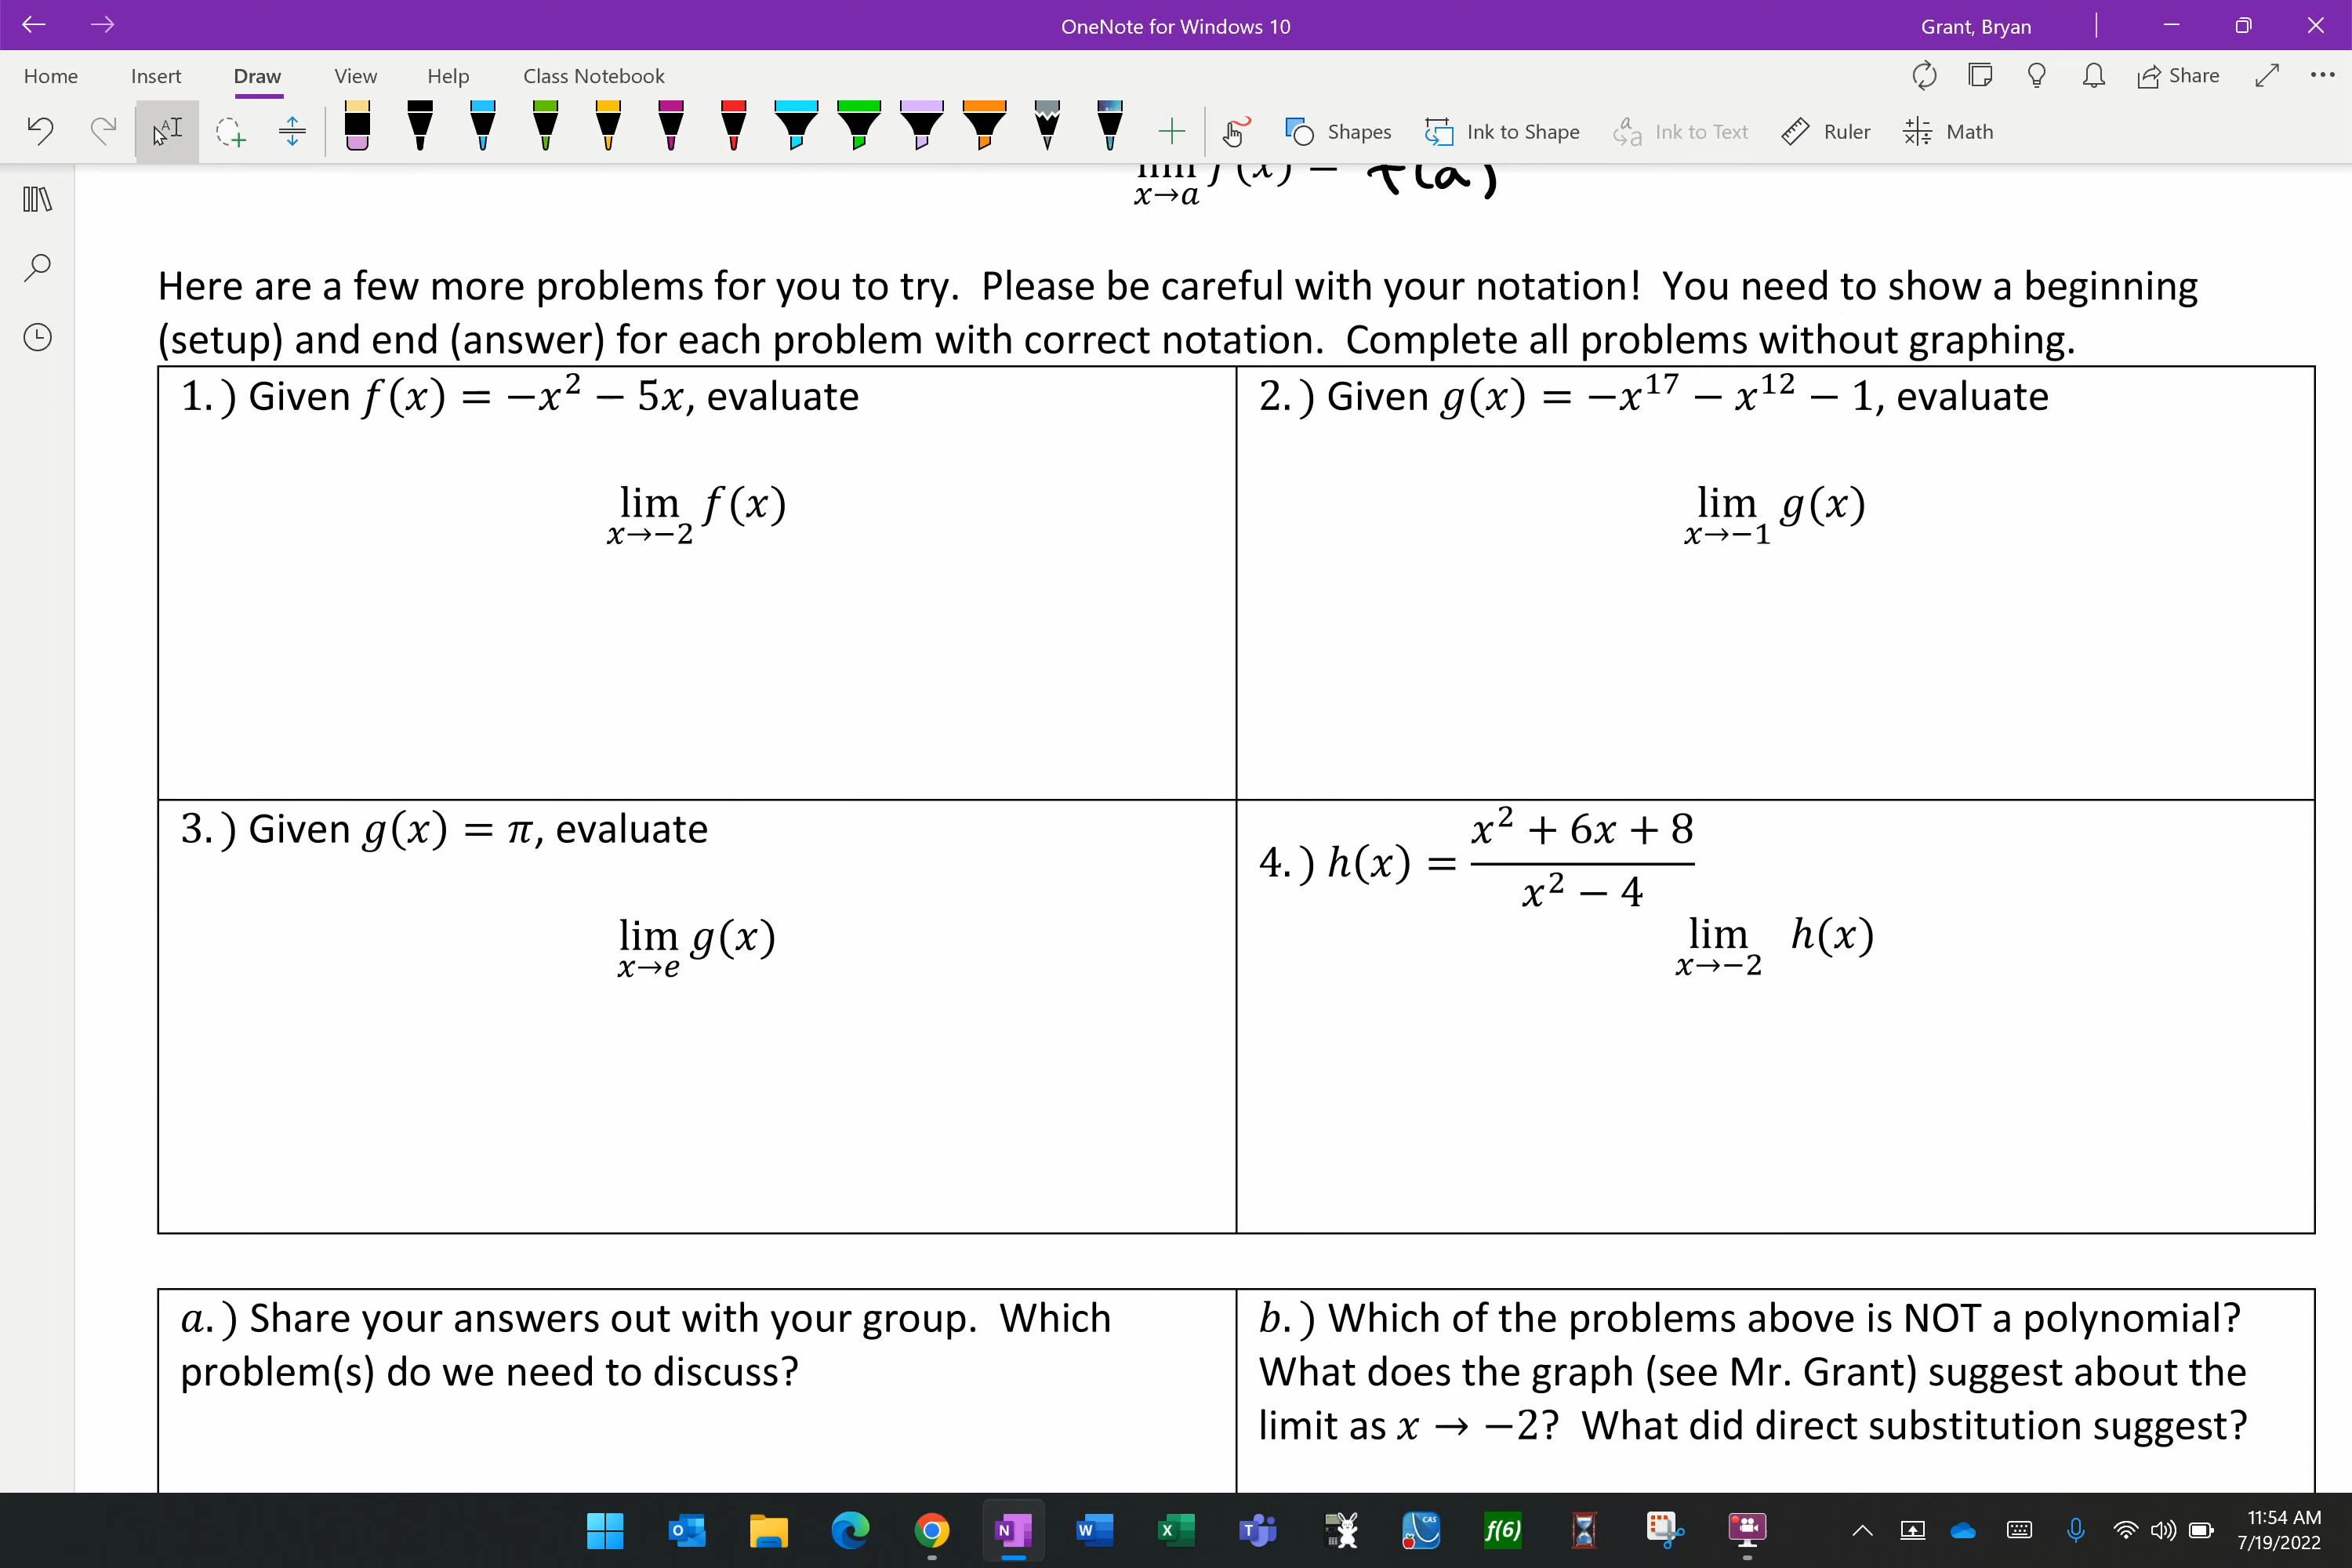 OneNote for Windows 10
Grant, Bryan
Home Insert Draw View Help Class Notebook
Share
Shapes Ink to Shape Ink to Text Ruler Math
lim x→a f(x) = f(a)
Here are a few more problems for you to try. Please be careful with your notation! You need to show a beginning
(setup) and end (answer) for each problem with correct notation. Complete all problems without graphing.
1.) Given f(x) = −x² − 5x, evaluate
lim x→−2 f(x)
2.) Given g(x) = −x¹⁷ − x¹² − 1, evaluate
lim x→−1 g(x)
3.) Given g(x) = π, evaluate
lim x→e g(x)
4.) h(x) = (x² + 6x + 8)/(x² − 4)
lim x→−2 h(x)
a.) Share your answers out with your group. Which
problem(s) do we need to discuss?
b.) Which of the problems above is NOT a polynomial?
What does the graph (see Mr. Grant) suggest about the
limit as x → −2? What did direct substitution suggest?
CAS
f(6)
11:54 AM
7/19/2022